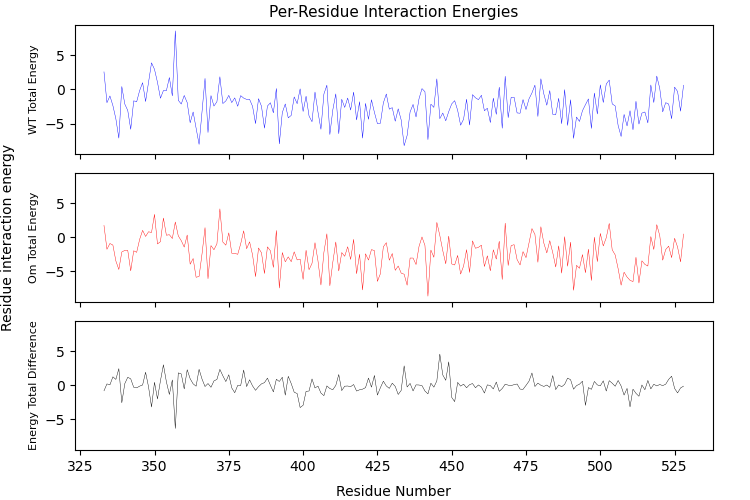 Per-Residue Interaction Energies
Residue interaction energy
WT Total Energy
5
0
−5
Om Total Energy
5
0
−5
Energy Total Difference
5
0
−5
325 350 375 400 425 450 475 500 525
Residue Number